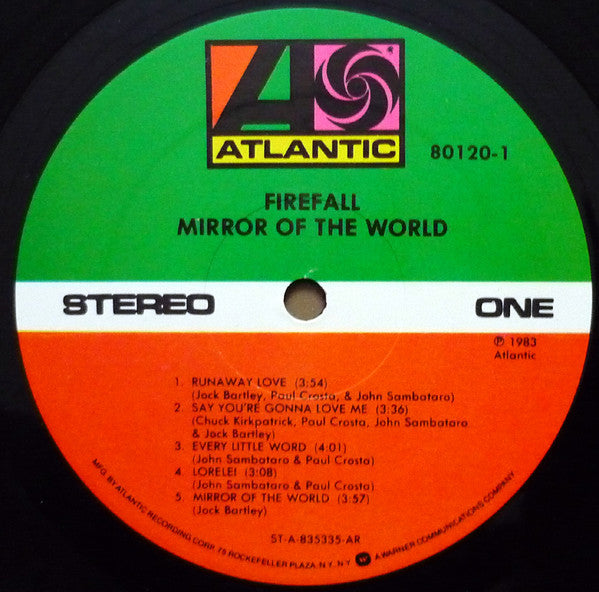 ATLANTIC
80120-1
FIREFALL
MIRROR OF THE WORLD
STEREO
ONE
℗ 1983
Atlantic
1. RUNAWAY LOVE (3:54)
(Jock Bartley, Paul Crosta, & John Sambataro)
2. SAY YOU'RE GONNA LOVE ME (3:36)
(Chuck Kirkpatrick, Paul Crosta, John Sambataro
& Jock Bartley)
3. EVERY LITTLE WORD (4:01)
(John Sambataro & Paul Crosta)
4. LORELEI (3:08)
(John Sambataro & Paul Crosta)
5. MIRROR OF THE WORLD (3:57)
(Jock Bartley)
ST-A-835335-AR
MFG. BY ATLANTIC RECORDING CORP. 75 ROCKEFELLER PLAZA, N.Y. N.Y. A WARNER COMMUNICATIONS COMPANY